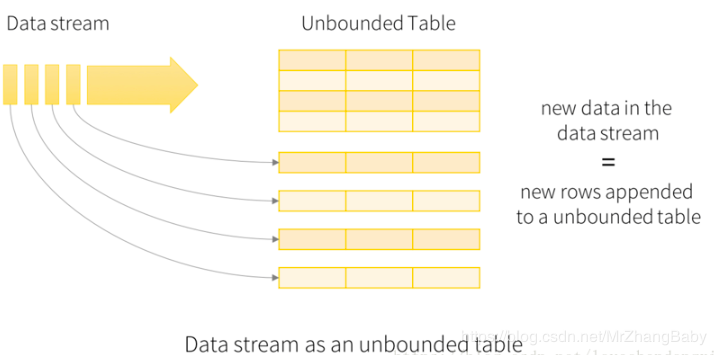 Data stream
Unbounded Table
new data in the
data stream
=
new rows appended
to a unbounded table
Data stream as an unbounded table
https://blog.csdn.net/MrZhangBaby